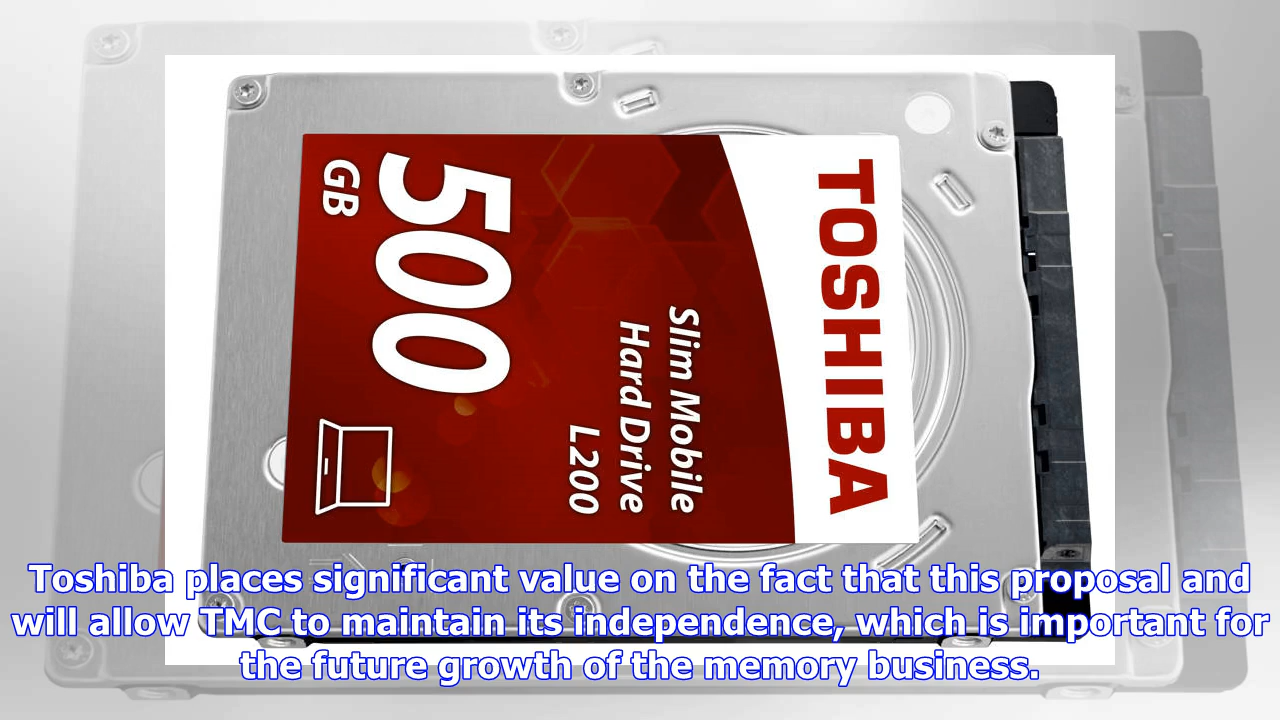 TOSHIBA
Slim Mobile
Hard Drive
L200
500
GB
Toshiba places significant value on the fact that this proposal and
will allow TMC to maintain its independence, which is important for
the future growth of the memory business.